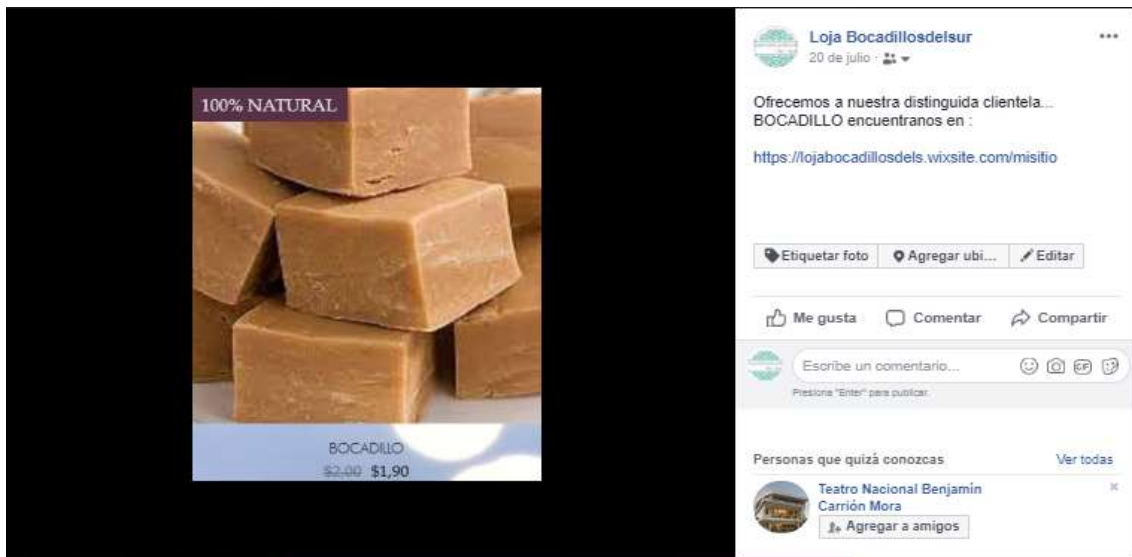 100% NATURAL
BOCADILLO
$2,00 $1,90
Loja Bocadillosdelsur
20 de julio ·
Ofrecemos a nuestra distinguida clientela...
BOCADILLO encuentranos en :
https://lojabocadillosdels.wixsite.com/misitio
Etiquetar foto Agregar ubi... Editar
Me gusta Comentar Compartir
Escribe un comentario... GIF
Presiona "Enter" para publicar.
Personas que quizá conozcas Ver todas
Teatro Nacional Benjamín
Carrión Mora
Agregar a amigos